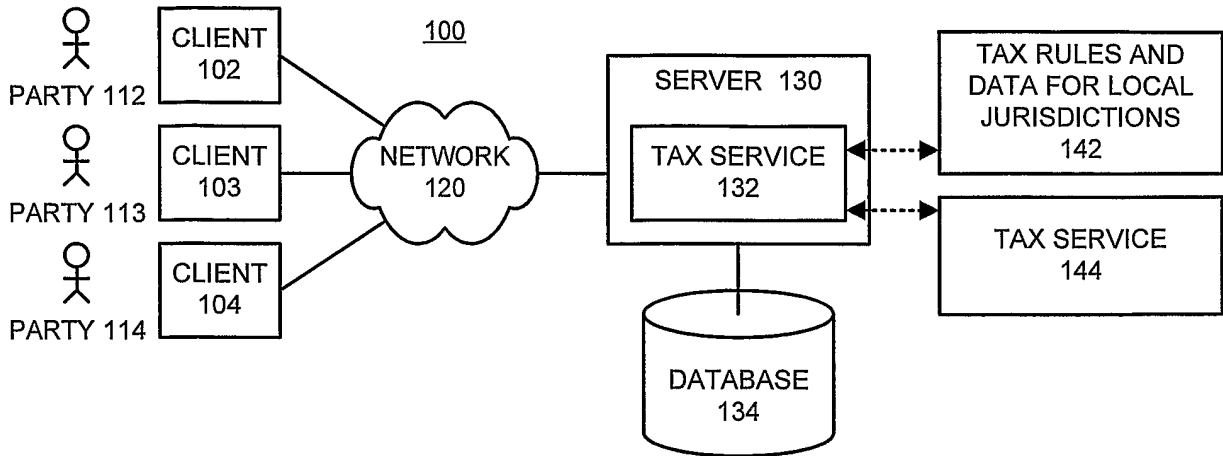 100
CLIENT
102
PARTY 112
CLIENT
103
PARTY 113
CLIENT
104
PARTY 114
NETWORK
120
SERVER 130
TAX SERVICE
132
DATABASE
134
TAX RULES AND
DATA FOR LOCAL
JURISDICTIONS
142
TAX SERVICE
144